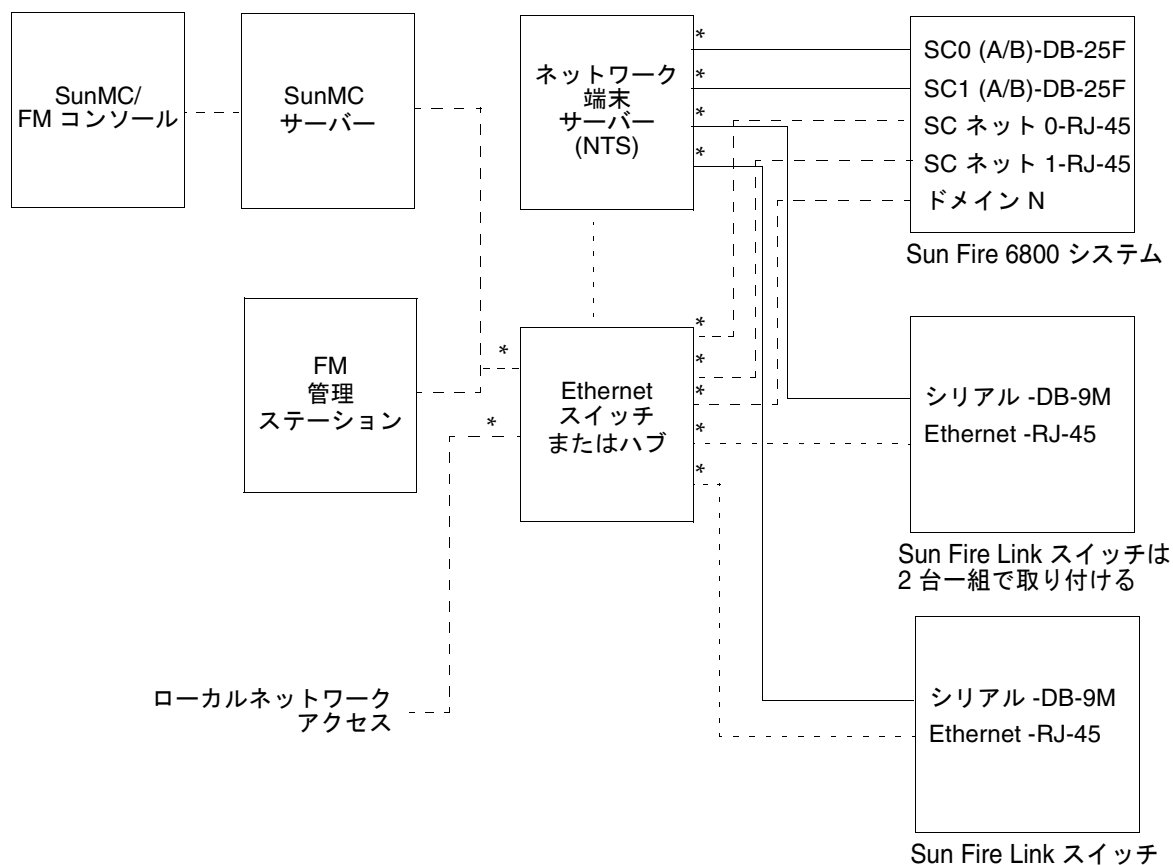 SunMC/
FM コンソール
SunMC
サーバー
ネットワーク
端末
サーバー
(NTS)
*
*
*
*
SC0 (A/B)-DB-25F
SC1 (A/B)-DB-25F
SC ネット 0-RJ-45
SC ネット 1-RJ-45
ドメイン N
Sun Fire 6800 システム
FM
管理
ステーション
*
*
Ethernet
スイッチ
またはハブ
*
*
*
*
*
シリアル -DB-9M
Ethernet -RJ-45
Sun Fire Link スイッチは
2 台一組で取り付ける
ローカルネットワーク
アクセス
シリアル -DB-9M
Ethernet -RJ-45
Sun Fire Link スイッチ